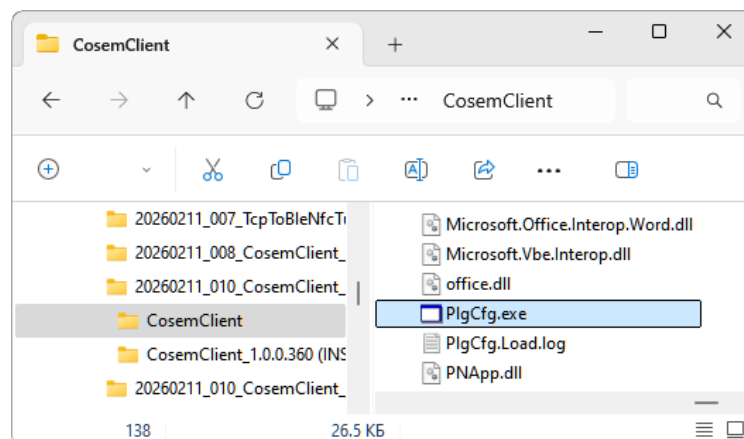 CosemClient
CosemClient
20260211_007_TcpToBleNfcTu
20260211_008_CosemClient_
20260211_010_CosemClient_
CosemClient
CosemClient_1.0.0.360 (INS
20260211_010_CosemClient_
Microsoft.Office.Interop.Word.dll
Microsoft.Vbe.Interop.dll
office.dll
PlgCfg.exe
PlgCfg.Load.log
PNApp.dll
138
26,5 КБ